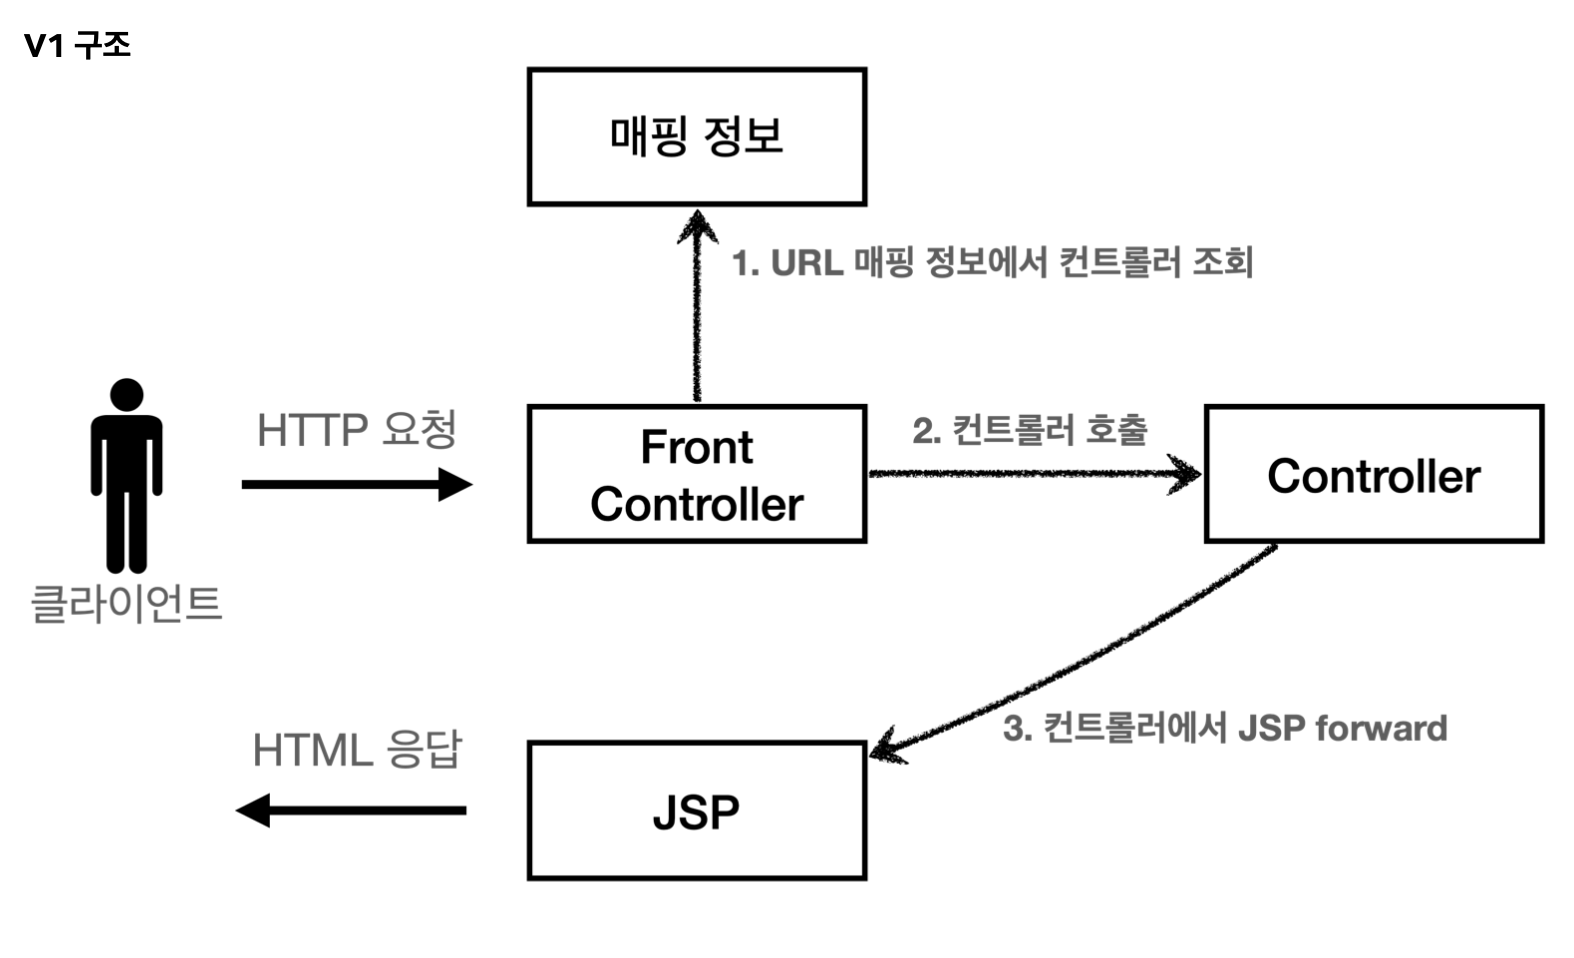 V1 구조
매핑 정보
1. URL 매핑 정보에서 컨트롤러 조회
HTTP 요청
Front
Controller
2. 컨트롤러 호출
Controller
클라이언트
3. 컨트롤러에서 JSP forward
HTML 응답
JSP